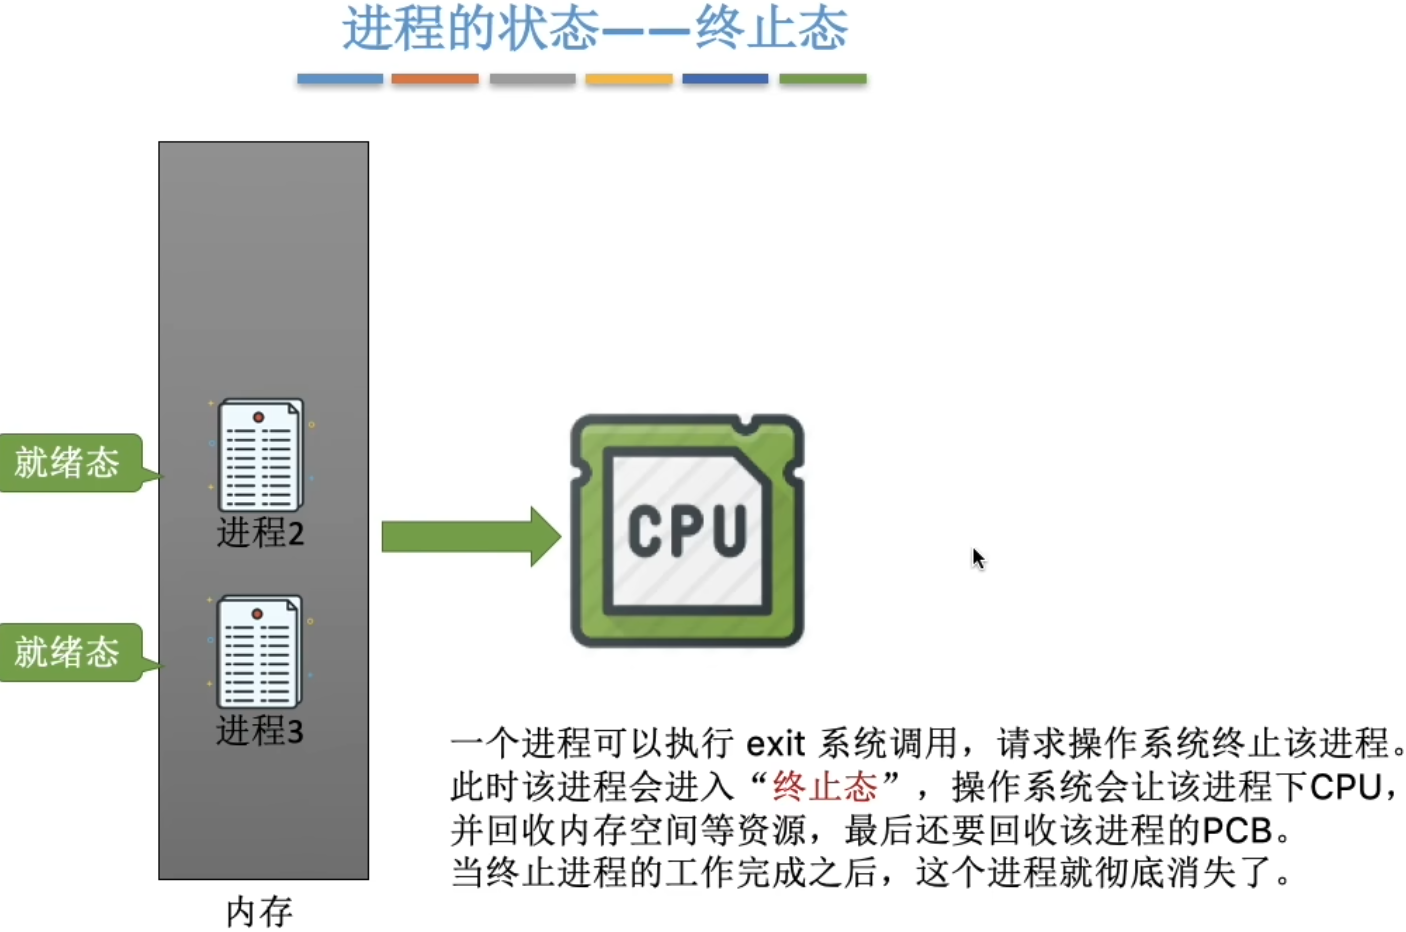 进程的状态——终止态
就绪态
进程2
CPU
就绪态
进程3
一个进程可以执行 exit 系统调用，请求操作系统终止该进程。
此时该进程会进入“终止态”，操作系统会让该进程下CPU，
并回收内存空间等资源，最后还要回收该进程的PCB。
当终止进程的工作完成之后，这个进程就彻底消失了。
内存